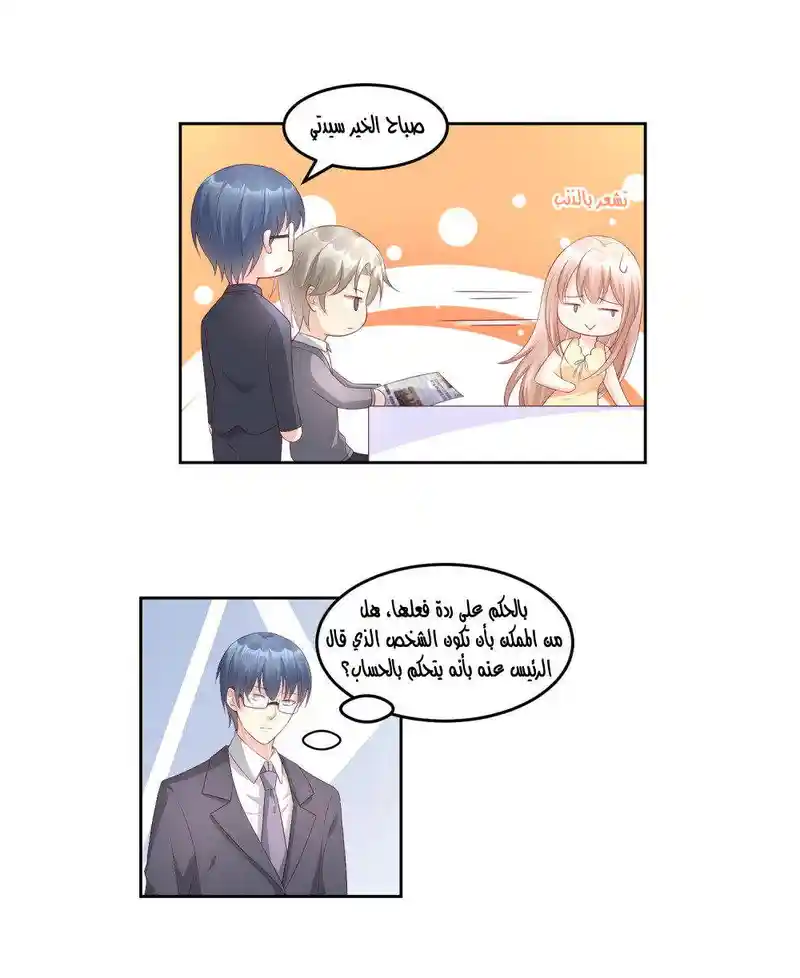 صباح الخير سيدتي
تشعر بالذنب
بالحكم على ردة فعلها، هل
من الممكن بأن تكون الشخص الذي قال
الرئيس عنه بأنه يتحكم بالحساب؟